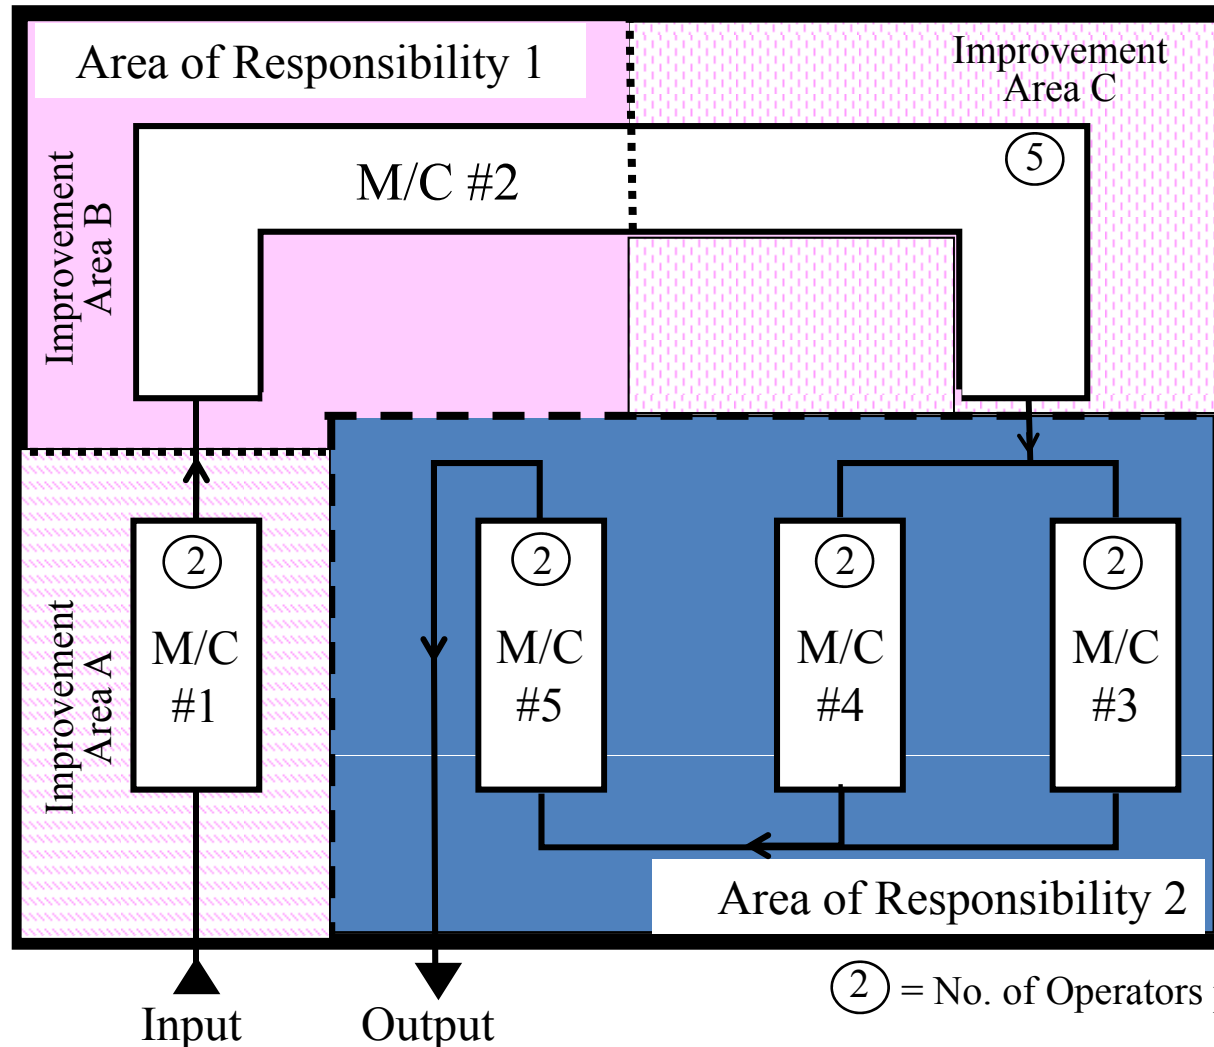 Area of Responsibility 1
Improvement
Area C
Improvement
Area B
M/C #2
5
Improvement
Area A
2
M/C
#1
2
M/C
#5
2
M/C
#4
2
M/C
#3
Area of Responsibility 2
Input
Output
2 = No. of Operators